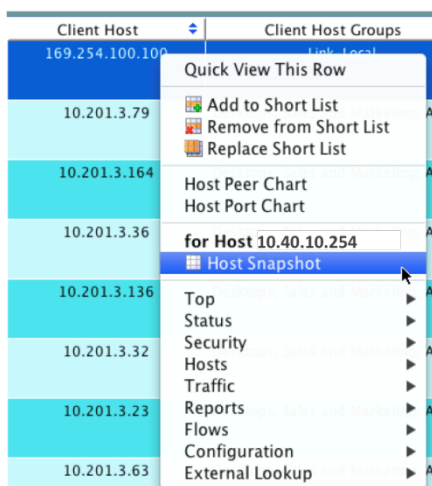 Client Host Client Host Groups
169.254.100.100 Link-Local
Quick View This Row
Add to Short List
10.201.3.79
Remove from Short List
Replace Short List
10.201.3.164
Host Peer Chart
Host Port Chart
10.201.3.36
for Host 10.40.10.254
Host Snapshot
10.201.3.136
Top
Status
Security
10.201.3.32
Hosts
Traffic
Reports
10.201.3.23
Flows
Configuration
10.201.3.63
External Lookup